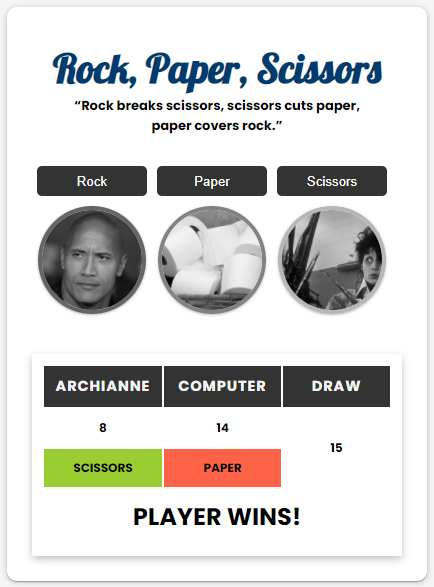 Rock, Paper, Scissors
“Rock breaks scissors, scissors cuts paper,
paper covers rock.”
Rock Paper Scissors
ARCHIANNE COMPUTER DRAW
8 14
15
SCISSORS PAPER
PLAYER WINS!